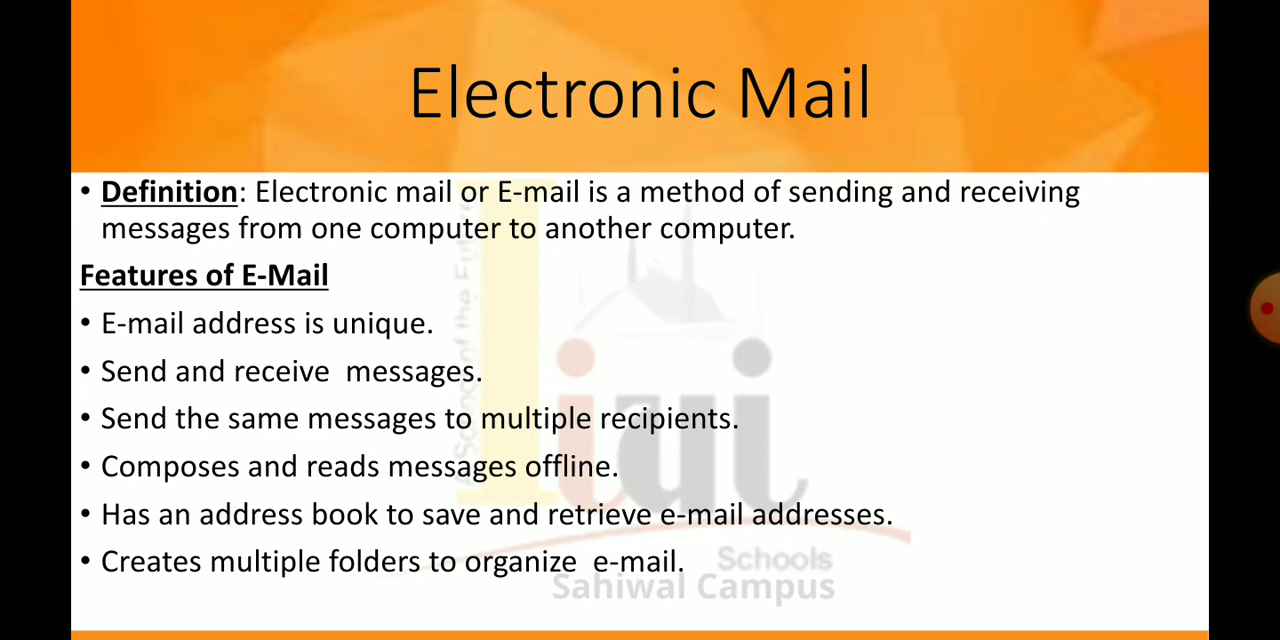 Electronic Mail
• Definition: Electronic mail or E-mail is a method of sending and receiving
messages from one computer to another computer.
Features of E-Mail
• E-mail address is unique.
• Send and receive  messages.
• Send the same messages to multiple recipients.
• Composes and reads messages offline.
• Has an address book to save and retrieve e-mail addresses.
• Creates multiple folders to organize  e-mail.
Schools
Sahiwal Campus